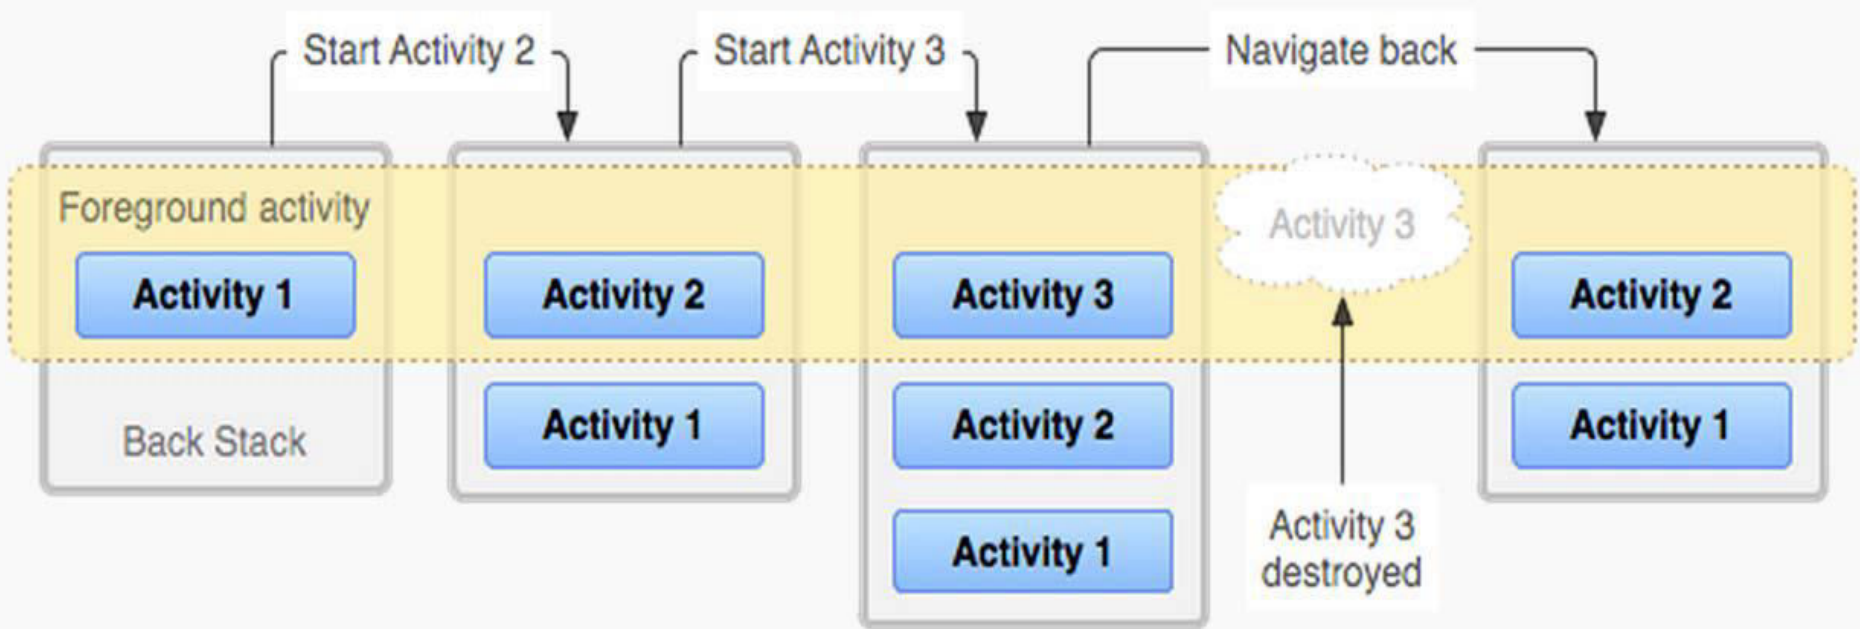 Start Activity 2
Start Activity 3
Navigate back
Foreground activity
Activity 1
Back Stack
Activity 2
Activity 1
Activity 3
Activity 2
Activity 1
Activity 3
Activity 3
destroyed
Activity 2
Activity 1